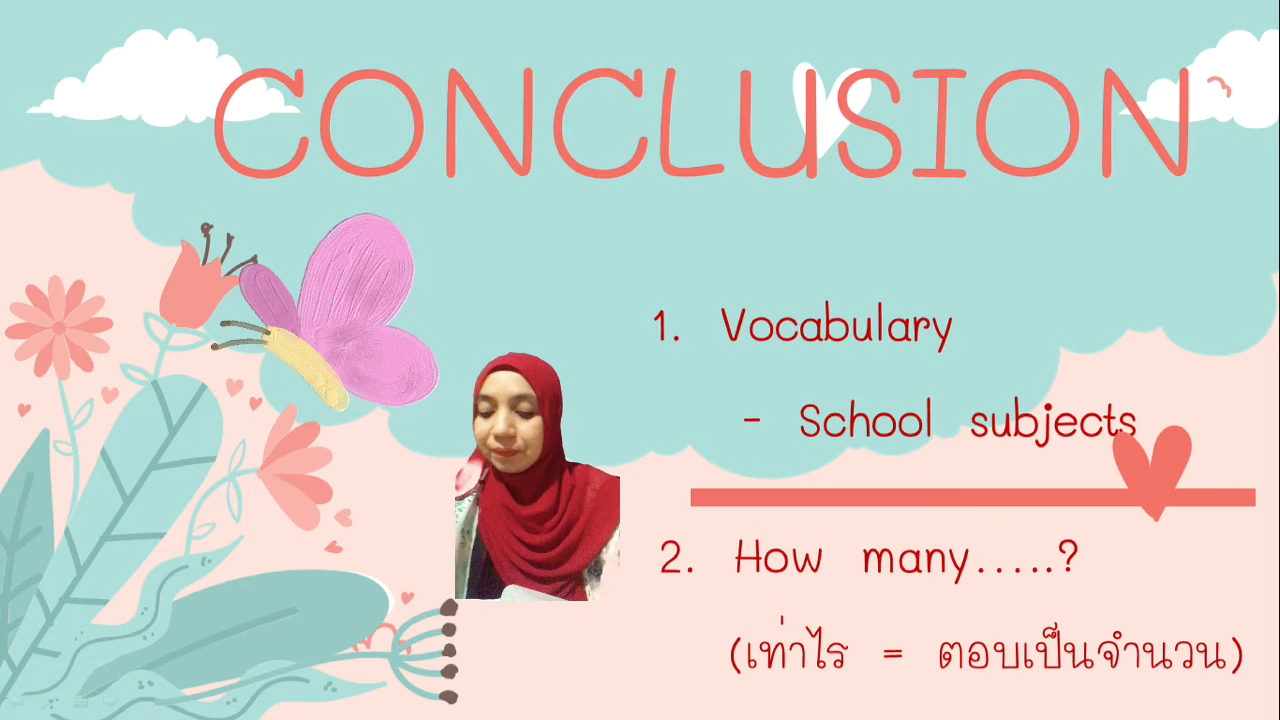 CONCLUSION
1. Vocabulary
- School subjects
2. How many.....?
(เท่าไร = ตอบเป็นจำนวน)